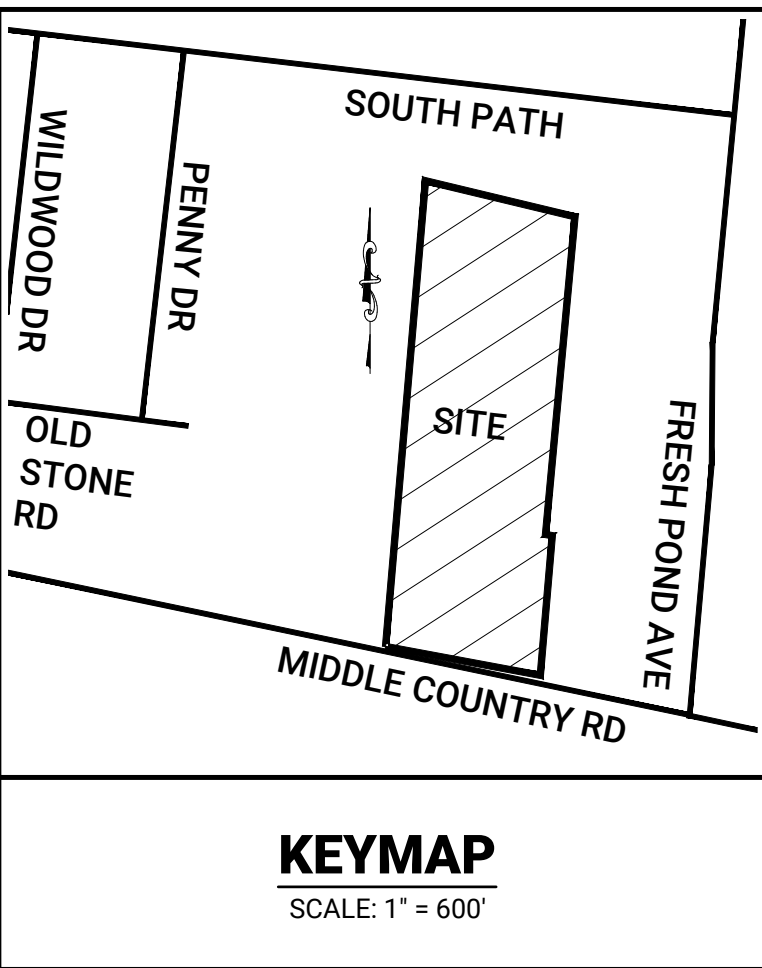 SOUTH PATH
WILDWOOD DR
PENNY DR
SITE
FRESH POND AVE
OLD
STONE
RD
MIDDLE COUNTRY RD
KEYMAP
SCALE: 1" = 600'